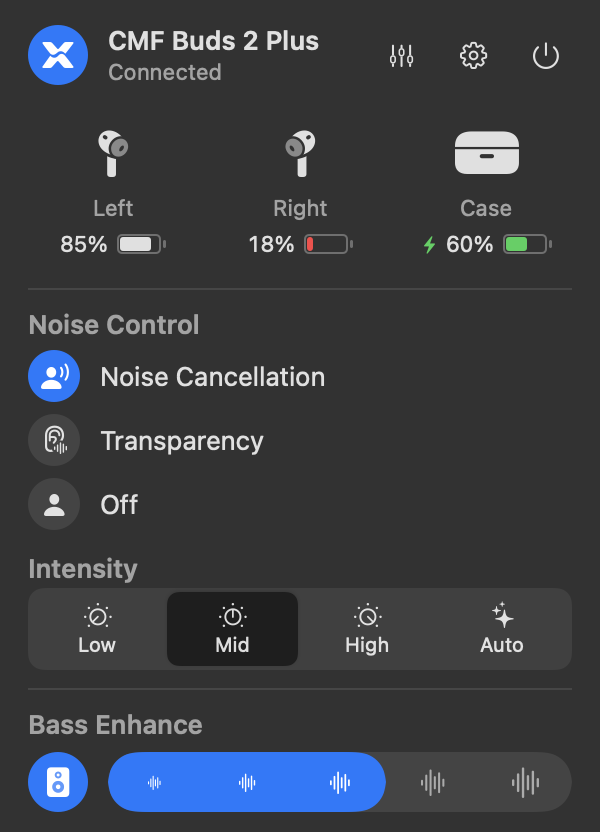 CMF Buds 2 Plus
Connected
Left
Right
Case
85%
18%
60%
Noise Control
Noise Cancellation
Transparency
Off
Intensity
Low
Mid
High
Auto
Bass Enhance